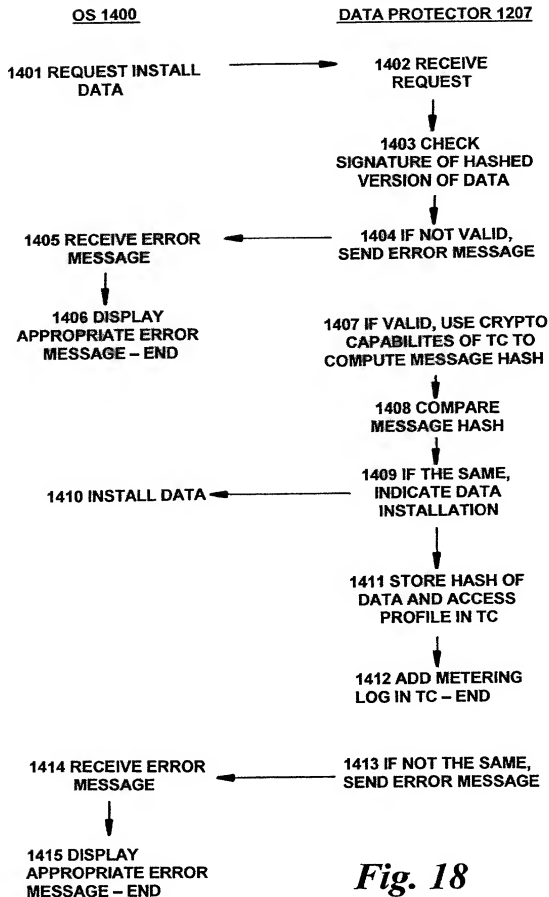 OS 1400
DATA PROTECTOR 1207
1401 REQUEST INSTALL
DATA
1402 RECEIVE
REQUEST
1403 CHECK
SIGNATURE OF HASHED
VERSION OF DATA
1405 RECEIVE ERROR
MESSAGE
1404 IF NOT VALID,
SEND ERROR MESSAGE
1406 DISPLAY
APPROPRIATE ERROR
MESSAGE – END
1407 IF VALID, USE CRYPTO
CAPABILITES OF TC TO
COMPUTE MESSAGE HASH
1408 COMPARE
MESSAGE HASH
1410 INSTALL DATA
1409 IF THE SAME,
INDICATE DATA
INSTALLATION
1411 STORE HASH OF
DATA AND ACCESS
PROFILE IN TC
1412 ADD METERING
LOG IN TC – END
1414 RECEIVE ERROR
MESSAGE
1413 IF NOT THE SAME,
SEND ERROR MESSAGE
1415 DISPLAY
APPROPRIATE ERROR
MESSAGE – END
Fig. 18